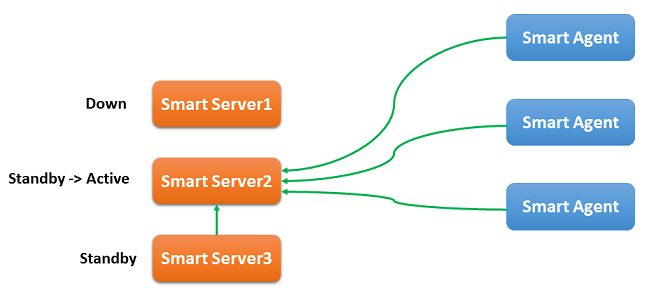 Smart Agent
Down
Smart Server1
Smart Agent
Standby -> Active
Smart Server2
Smart Agent
Standby
Smart Server3